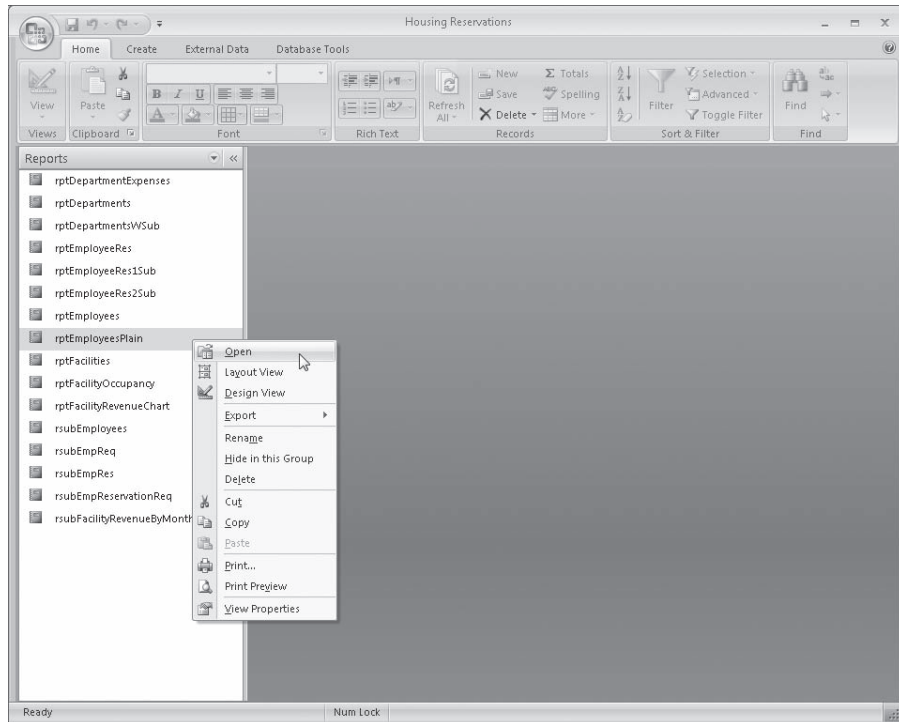 Housing Reservations
Home Create External Data Database Tools
View
Views
Paste
Clipboard
B I U
A
Font
Rich Text
Refresh All
New
Save
Delete
Σ Totals
Spelling
More
Records
Filter
Selection
Advanced
Toggle Filter
Sort & Filter
Find
Find
Reports
rptDepartmentExpenses
rptDepartments
rptDepartmentsWSub
rptEmployeeRes
rptEmployeeRes1Sub
rptEmployeeRes2Sub
rptEmployees
rptEmployeesPlain
rptFacilities
rptFacilityOccupancy
rptFacilityRevenueChart
rsubEmployees
rsubEmpReq
rsubEmpRes
rsubEmpReservationReq
rsubFacilityRevenueByMonth
Open
Layout View
Design View
Export
Rename
Hide in this Group
Delete
Cut
Copy
Paste
Print...
Print Preview
View Properties
Ready
Num Lock